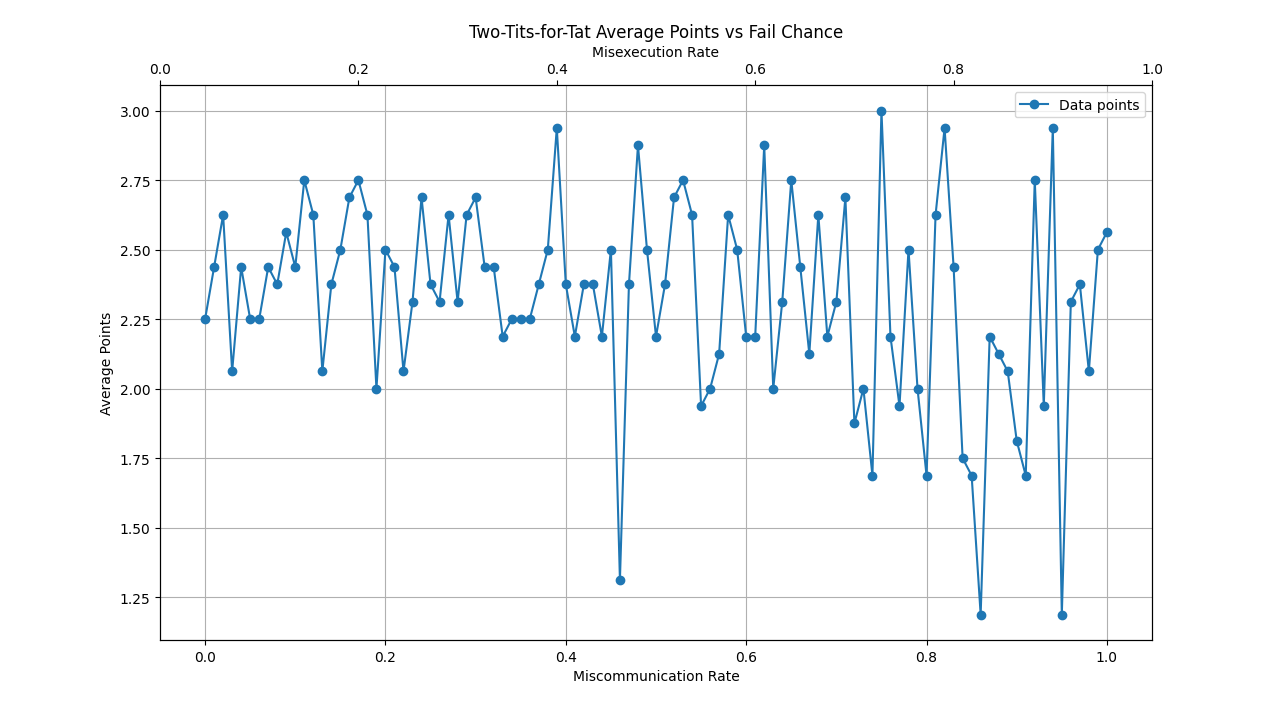 Two-Tits-for-Tat Average Points vs Fail Chance
Misexecution Rate
0.0 0.2 0.4 0.6 0.8 1.0
Data points
3.00
2.75
2.50
2.25
2.00
1.75
1.50
1.25
Average Points
0.0 0.2 0.4 0.6 0.8 1.0
Miscommunication Rate